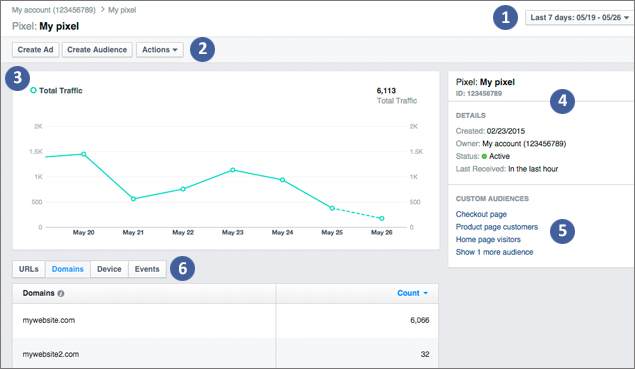 My account (123456789) > My pixel
Pixel: My pixel
1
Last 7 days: 05/19 - 05/26
Create Ad
Create Audience
Actions
2
3
Total Traffic
6,113
Total Traffic
2K
2K
1.5K
1.5K
1K
1K
500
500
0
0
May 20
May 21
May 22
May 23
May 24
May 25
May 26
Pixel: My pixel
ID: 123456789
4
DETAILS
Created: 02/23/2015
Owner: My account (123456789)
Status: Active
Last Received: In the last hour
CUSTOM AUDIENCES
Checkout page
Product page customers
Home page visitors
Show 1 more audience
5
URLs
Domains
Device
Events
6
Domains i
Count
mywebsite.com
6,066
mywebsite2.com
32